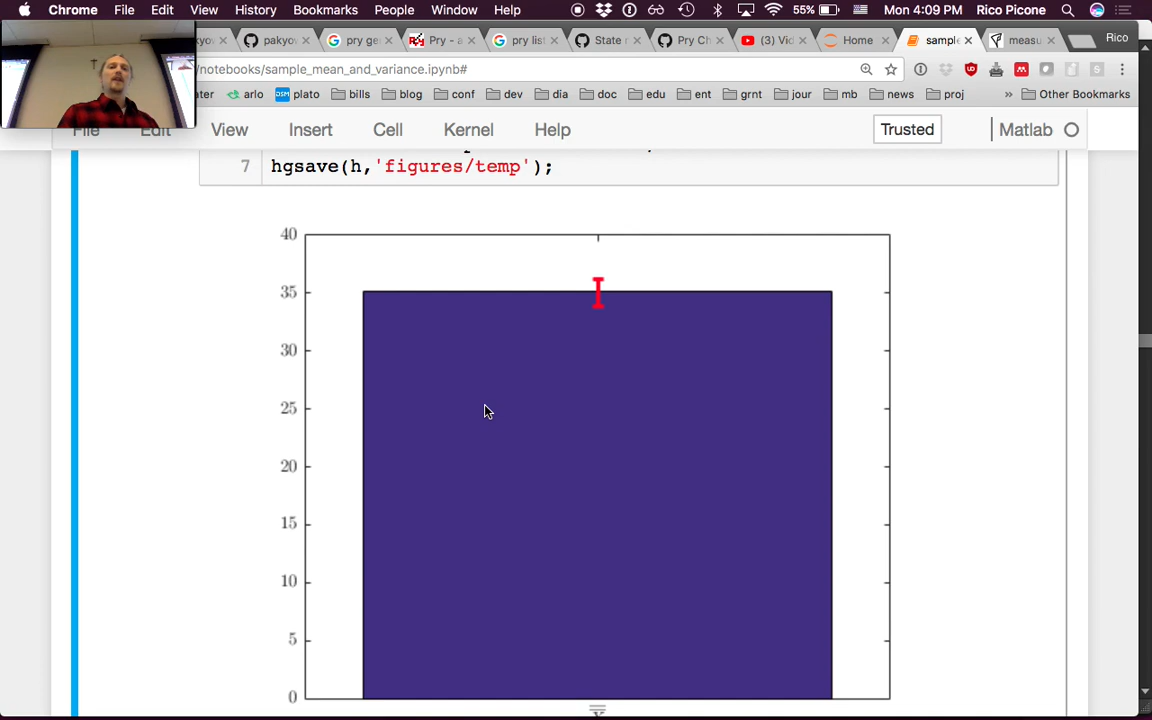 Chrome File Edit View History Bookmarks People Window Help 55% Mon 4:09 PM Rico Picone
pakyov pry ge Pry - a pry list State r Pry Ch (3) Vid Home sampl measu Rico
/notebooks/sample_mean_and_variance.ipynb#
ater arlo plato bills blog conf dev dia doc edu ent grnt jour mb news proj » Other Bookmarks
File Edit View Insert Cell Kernel Help Trusted Matlab
7 hgsave(h,'figures/temp');
40
35
30
25
20
15
10
5
0